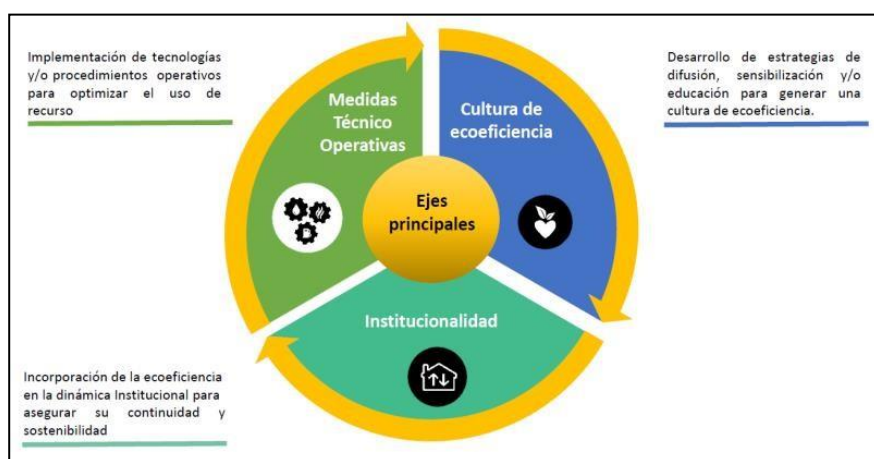 Implementación de tecnologías
y/o procedimientos operativos
para optimizar el uso de
recurso
Medidas
Técnico
Operativas
Cultura de
ecoeficiencia
Desarrollo de estrategias de
difusión, sensibilización y/o
educación para generar una
cultura de ecoeficiencia.
Ejes
principales
Institucionalidad
Incorporación de la ecoeficiencia
en la dinámica Institucional para
asegurar su continuidad y
sostenibilidad